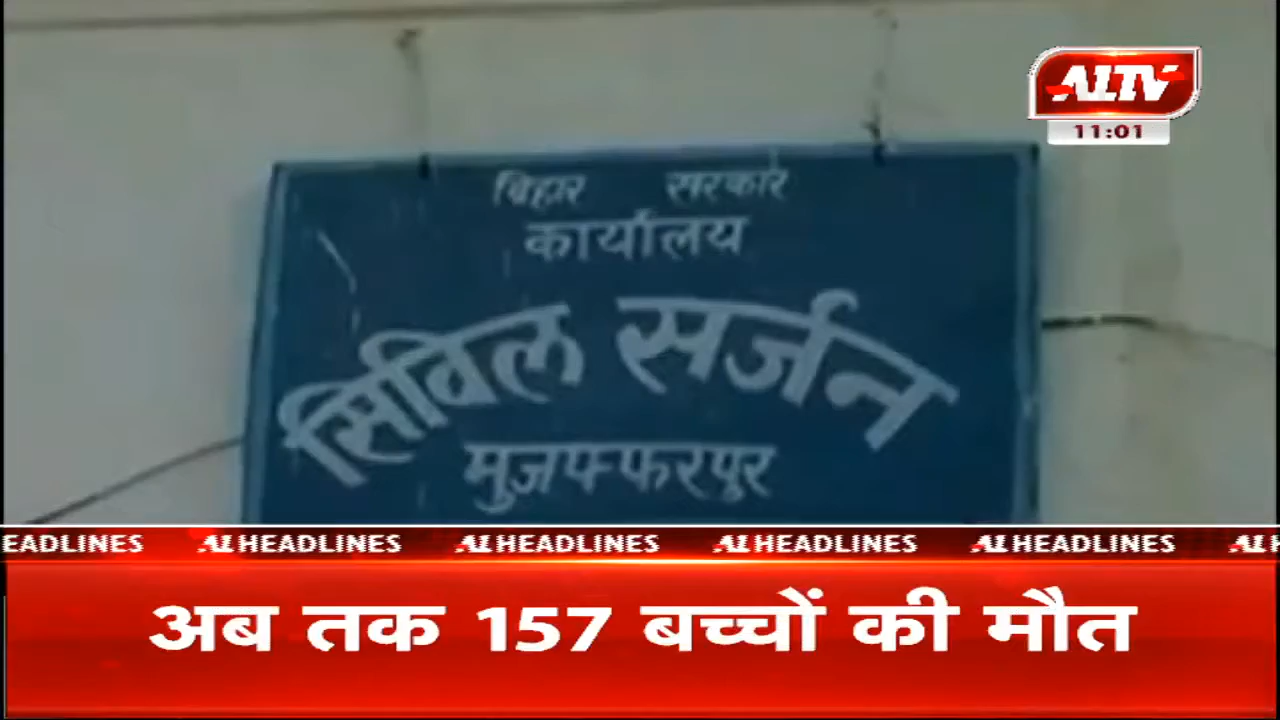 ALTV
11:01
बिहार सरकार
कार्यालय
सिविल सर्जन
मुजफ्फरपुर
EADLINES AL HEADLINES AL HEADLINES AL HEADLINES AL HEADLINES AL H
अब तक 157 बच्चों की मौत